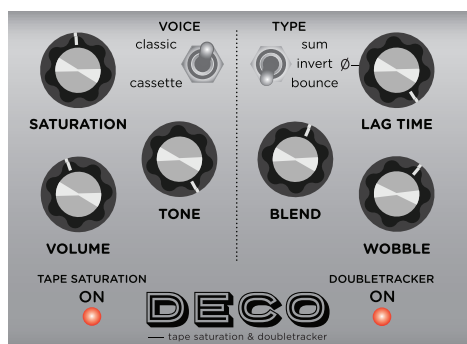 VOICE
classic
cassette
TYPE
sum
invert Ø
bounce
SATURATION
LAG TIME
TONE
BLEND
VOLUME
WOBBLE
TAPE SATURATION
ON
DOUBLETRACKER
ON
DECO
tape saturation & doubletracker